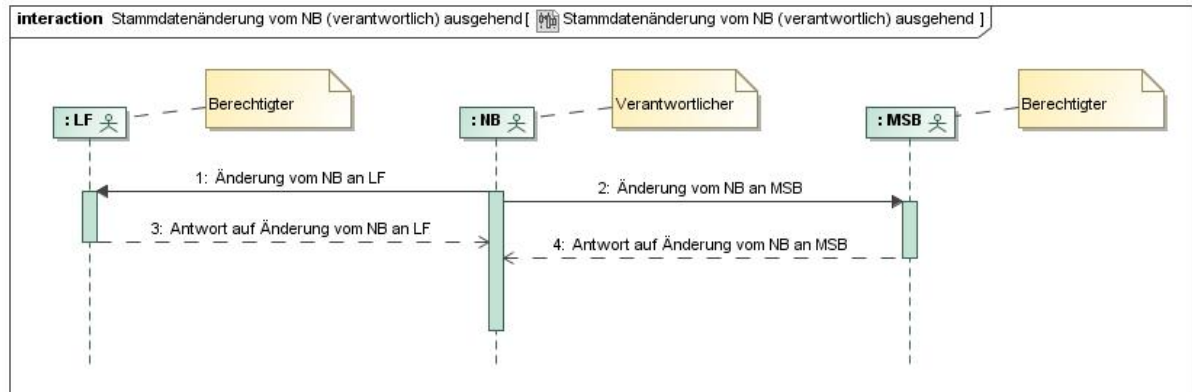 interaction Stammdatenänderung vom NB (verantwortlich) ausgehend [ Stammdatenänderung vom NB (verantwortlich) ausgehend ]
Berechtigter
Verantwortlicher
Berechtigter
: LF
: NB
: MSB
1: Änderung vom NB an LF
2: Änderung vom NB an MSB
3: Antwort auf Änderung vom NB an LF
4: Antwort auf Änderung vom NB an MSB